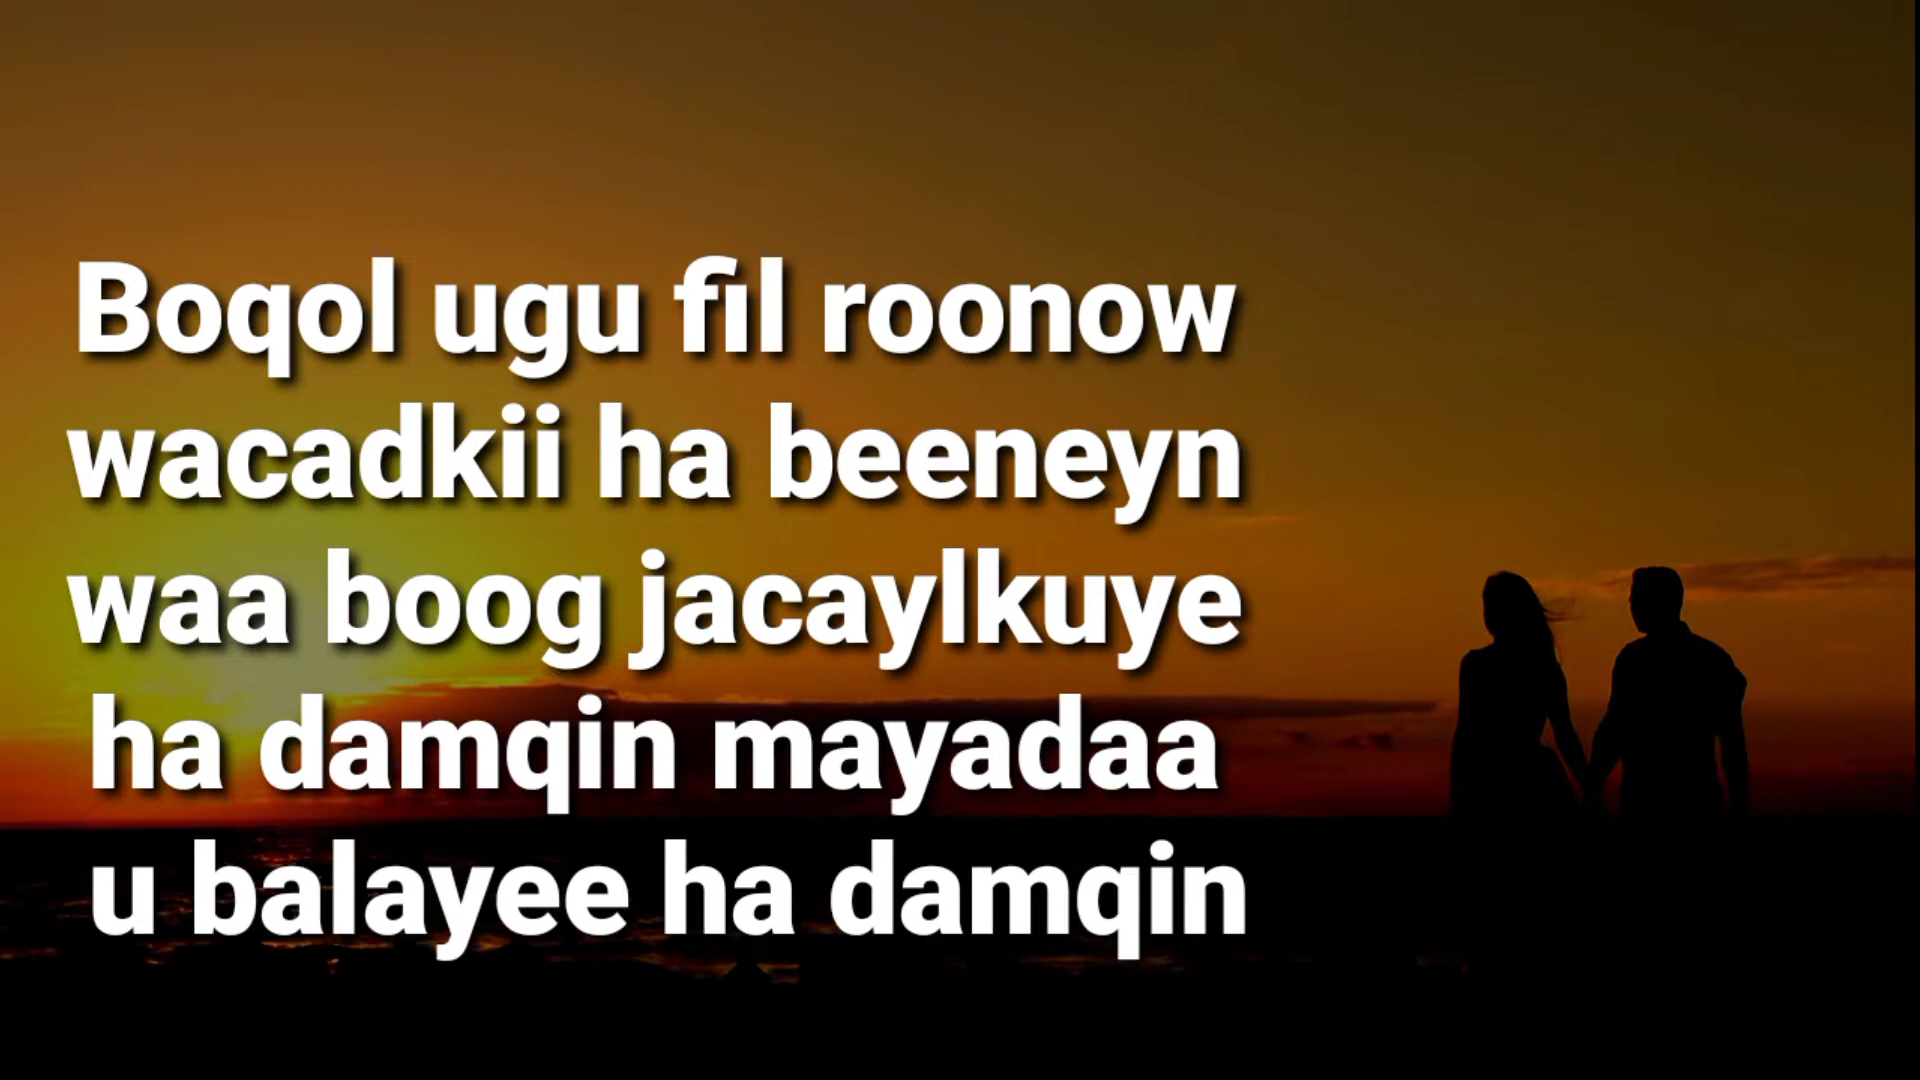 Boqol ugu fil roonow
wacadkii ha beeneyn
waa boog jacaylkuye
ha damqin mayadaa
u balayee ha damqin